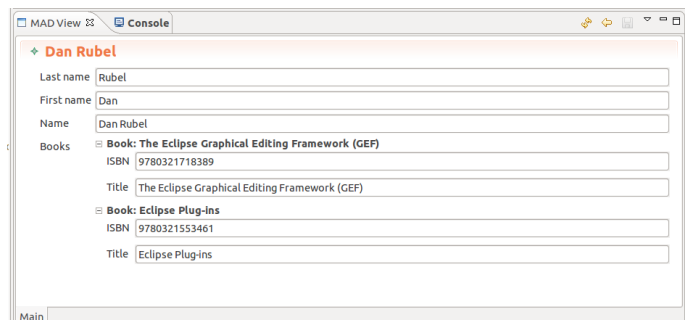 MAD View Console
Dan Rubel
Last name Rubel
First name Dan
Name Dan Rubel
Books Book: The Eclipse Graphical Editing Framework (GEF)
ISBN 9780321718389
Title The Eclipse Graphical Editing Framework (GEF)
Book: Eclipse Plug-ins
ISBN 9780321553461
Title Eclipse Plug-ins
Main